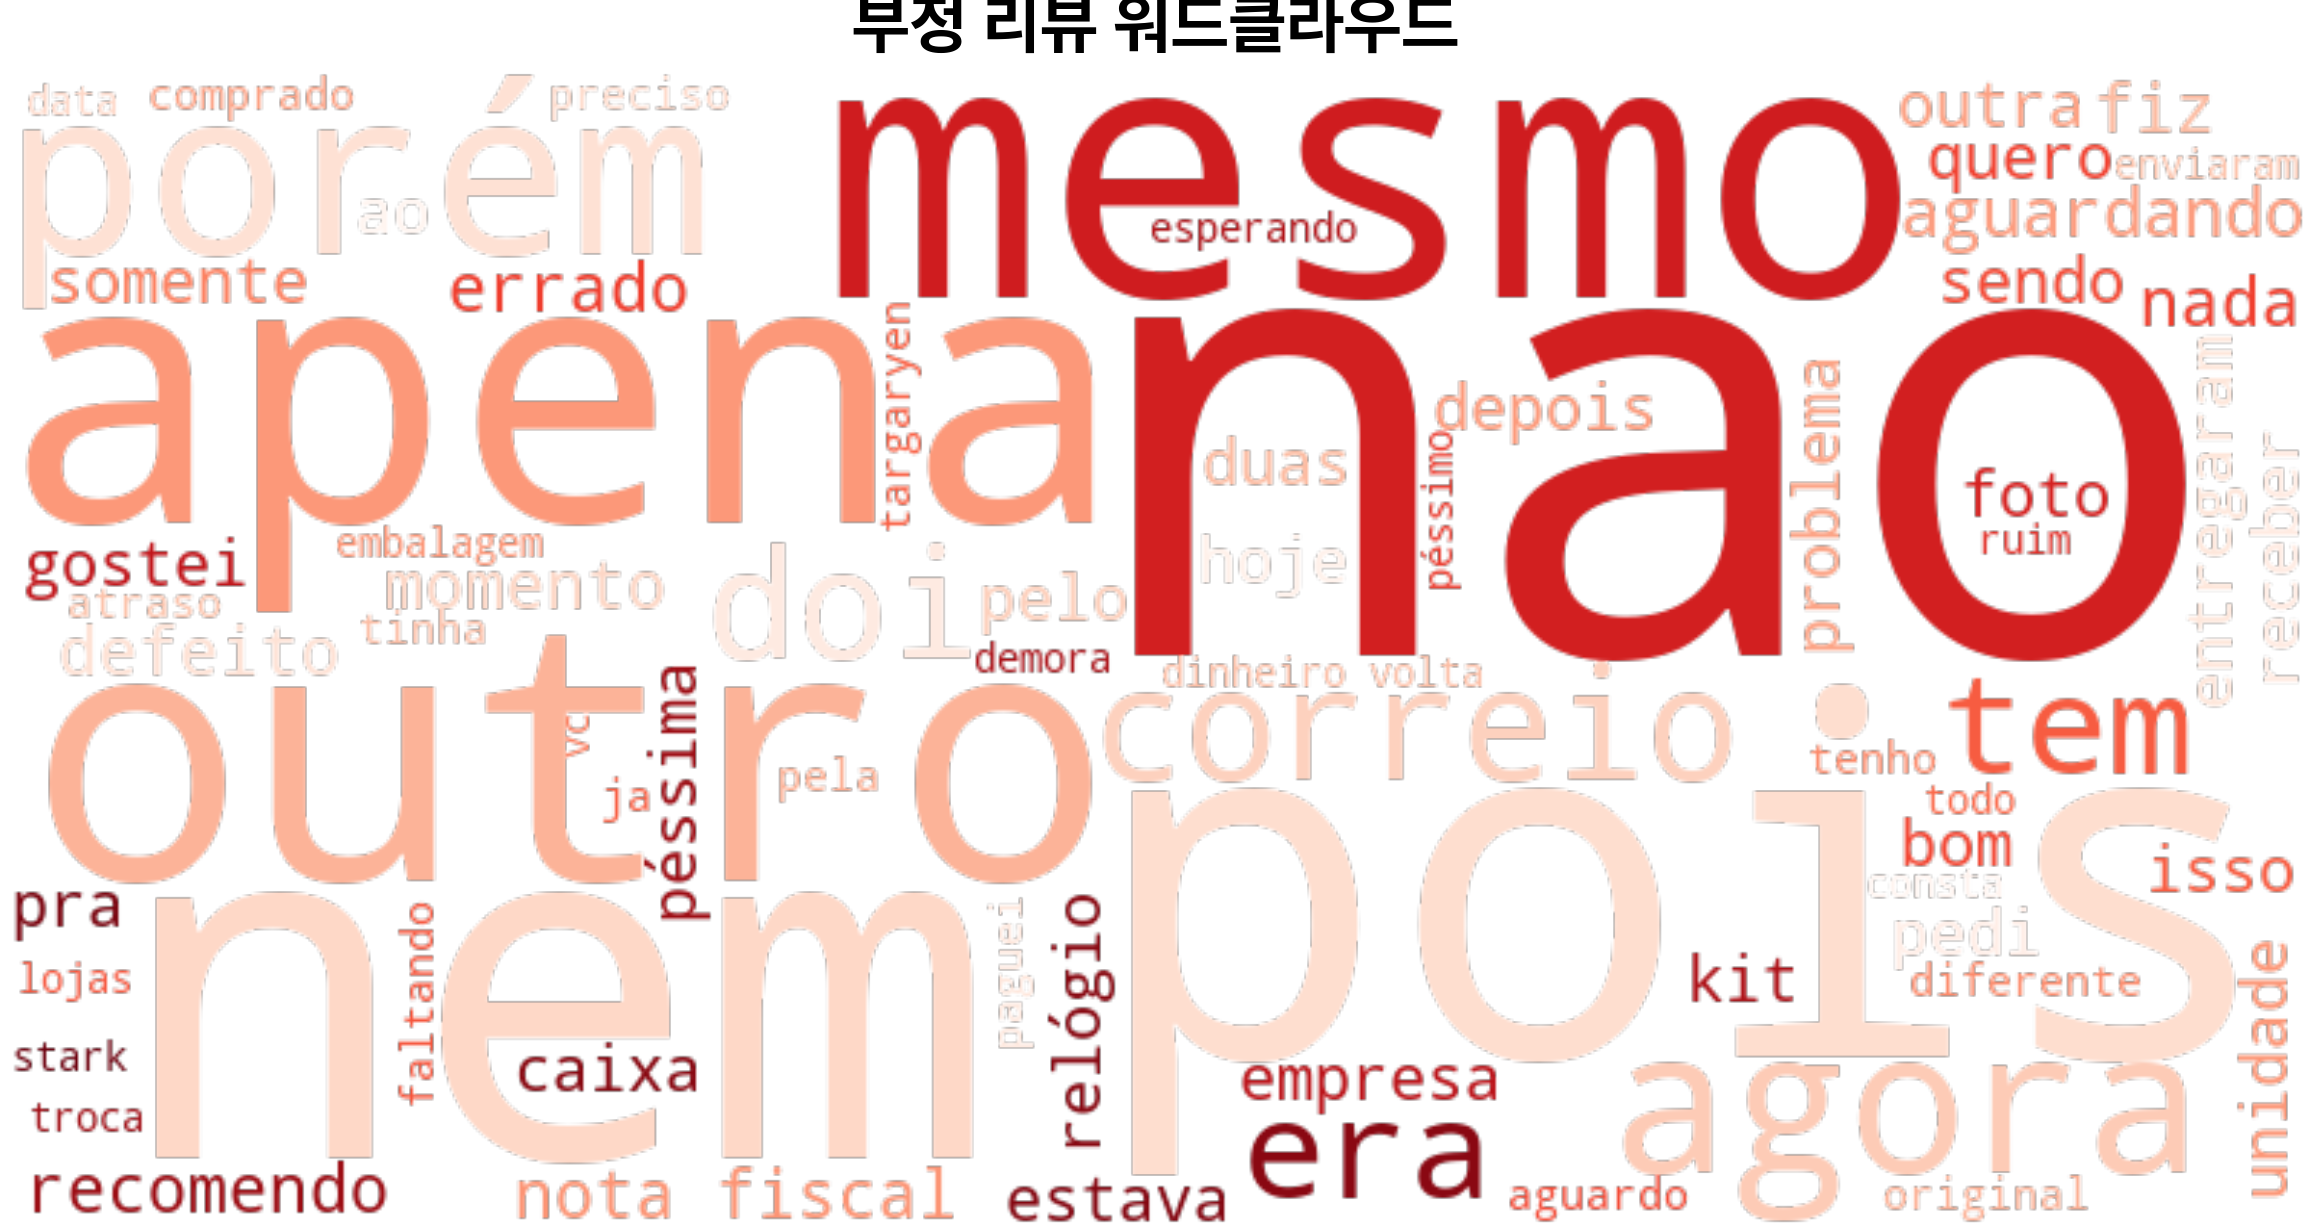 부정 리뷰 워드클라우드
data comprado preciso
porém
ao
mesmo
esperando
outra fiz
quero enviaram
aguardando
somente errado
sendo nada
apena
targaryen
nao
depois
duas
péssimo
hoje
problema
foto
ruim
entregaram
receber
gostei
embalagem
momento
atraso
tinha
defeito
doi
pelo
demora
dinheiro volta
outro
vc
ja
péssima
pela
correio
tenho
tem
todo
bom
isso
consta
pedi
diferente
pois
kit
pra
lojas
stark
troca
nem
faltando
caixa
paguei
relógio
empresa
era
agora
unidade
recomendo
nota fiscal
estava
aguardo
original